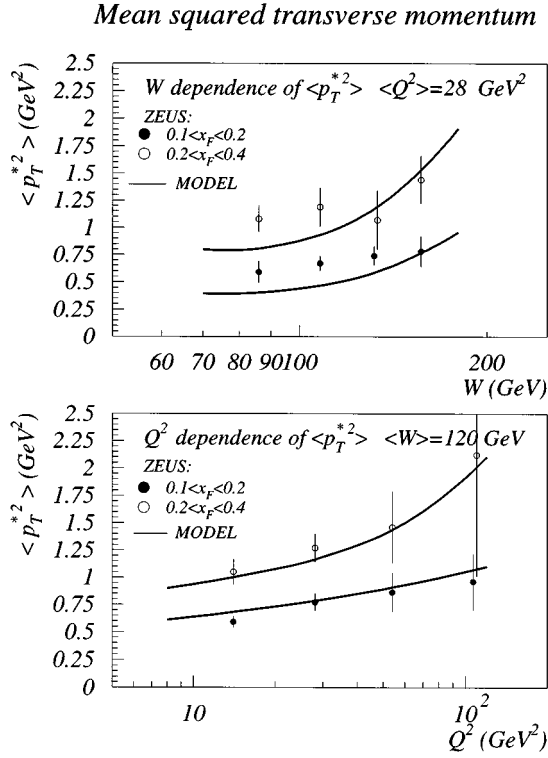 Mean squared transverse momentum
<p_T^{*2}> (GeV^2)
2.5
2.25
2
1.75
1.5
1.25
1
0.75
0.5
0.25
0
W dependence of <p_T^{*2}> <Q^2>=28 GeV^2
ZEUS:
0.1<x_F<0.2
0.2<x_F<0.4
MODEL
60 70 80 90 100 200
W (GeV)
<p_T^{*2}> (GeV^2)
2.5
2.25
2
1.75
1.5
1.25
1
0.75
0.5
0.25
0
Q^2 dependence of <p_T^{*2}> <W>=120 GeV
ZEUS:
0.1<x_F<0.2
0.2<x_F<0.4
MODEL
10 10^2
Q^2 (GeV^2)